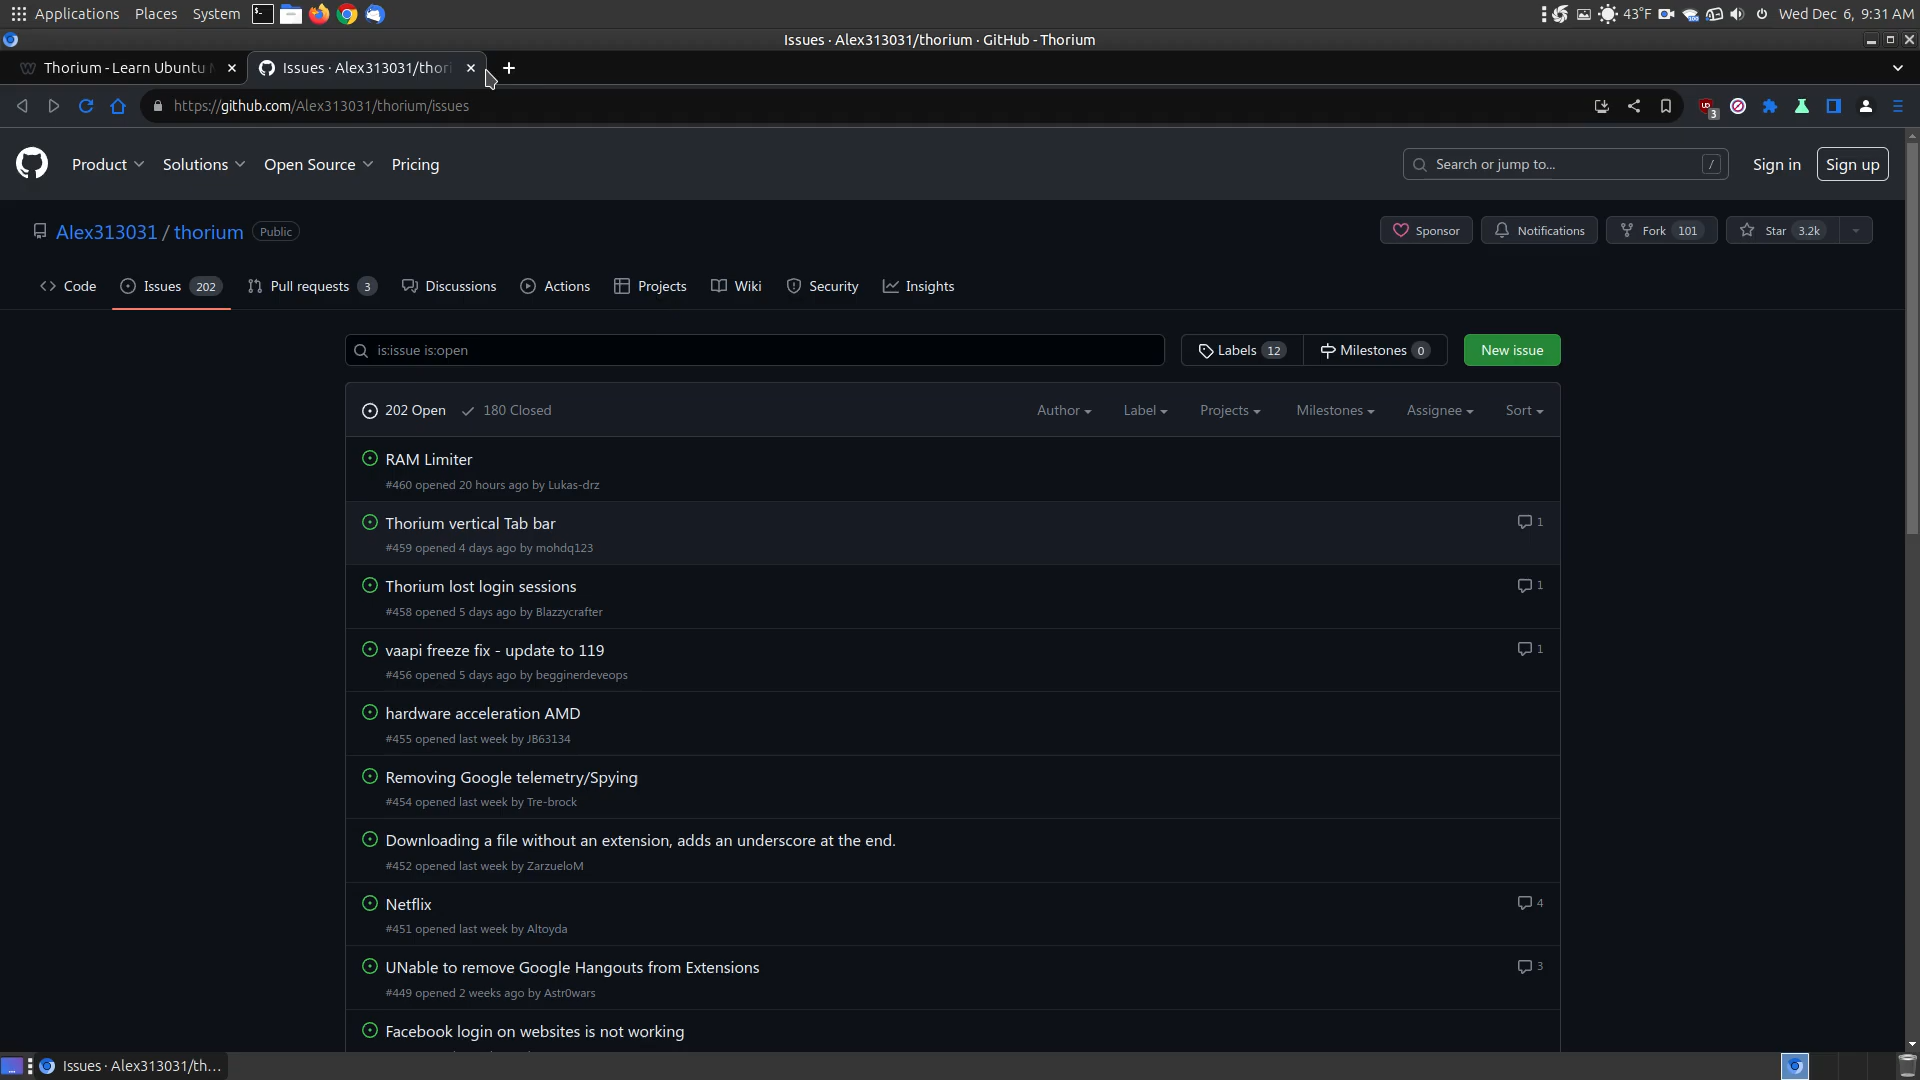 Applications Places System 43°F Wed Dec 6, 9:31 AM
Issues · Alex313031/thorium · GitHub - Thorium
Thorium - Learn Ubuntu Issues · Alex313031/thori
https://github.com/Alex313031/thorium/issues 3
Product Solutions Open Source Pricing Search or jump to... / Sign in Sign up
Alex313031 / thorium Public Sponsor Notifications Fork 101 Star 3.2k
Code Issues 202 Pull requests 3 Discussions Actions Projects Wiki Security Insights
is:issue is:open Labels 12 Milestones 0 New issue
202 Open 180 Closed Author Label Projects Milestones Assignee Sort
RAM Limiter
#460 opened 20 hours ago by Lukas-drz
Thorium vertical Tab bar 1
#459 opened 4 days ago by mohdq123
Thorium lost login sessions 1
#458 opened 5 days ago by Blazzycrafter
vaapi freeze fix - update to 119 1
#456 opened 5 days ago by begginerdeveops
hardware acceleration AMD
#455 opened last week by JB63134
Removing Google telemetry/Spying
#454 opened last week by Tre-brock
Downloading a file without an extension, adds an underscore at the end.
#452 opened last week by ZarzueloM
Netflix 4
#451 opened last week by Altoyda
UNable to remove Google Hangouts from Extensions 3
#449 opened 2 weeks ago by Astr0wars
Facebook login on websites is not working
Issues · Alex313031/th...